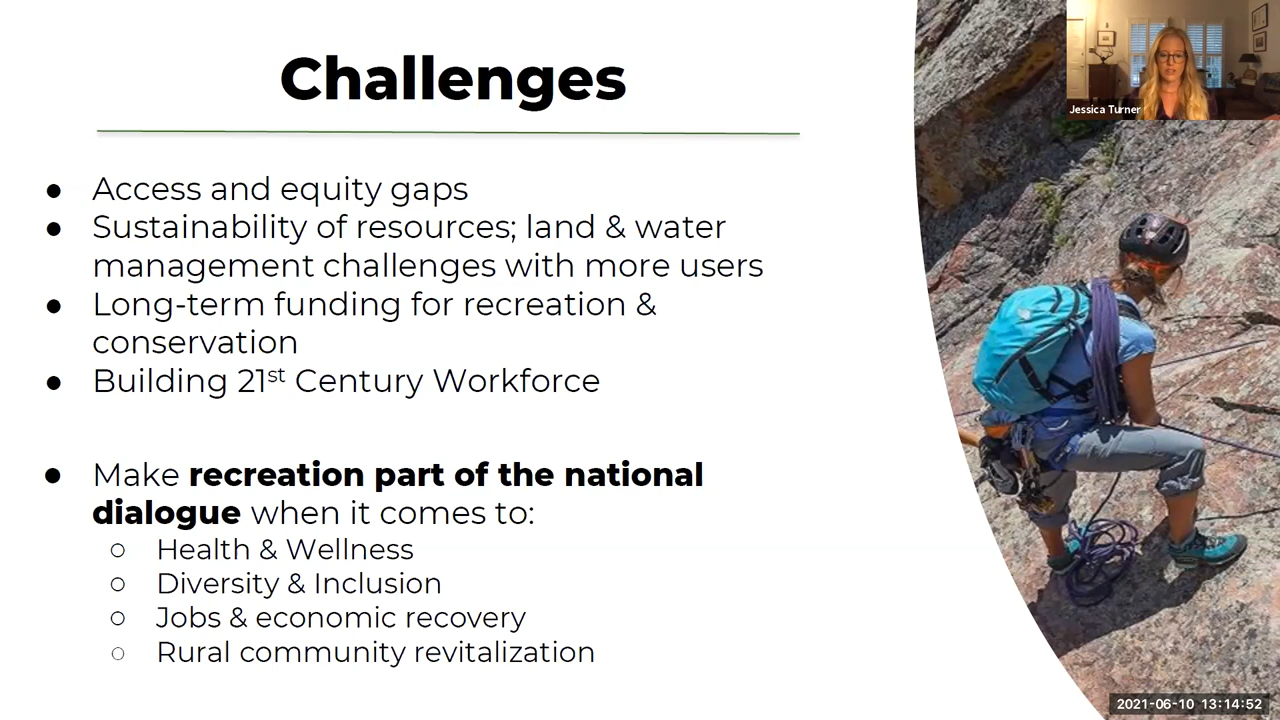 Challenges
Jessica Turner
● Access and equity gaps
● Sustainability of resources; land & water
management challenges with more users
● Long-term funding for recreation &
conservation
● Building 21st Century Workforce
● Make recreation part of the national
dialogue when it comes to:
○ Health & Wellness
○ Diversity & Inclusion
○ Jobs & economic recovery
○ Rural community revitalization
2021-06-10 13:14:52